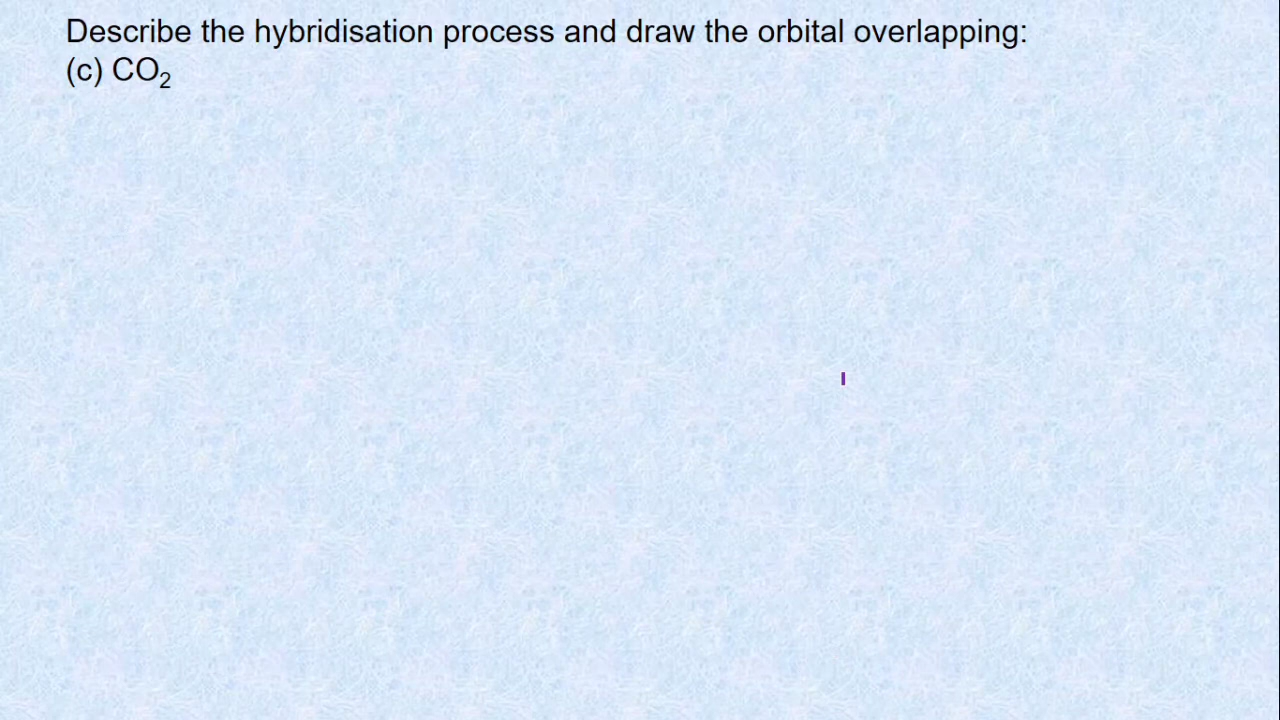 Describe the hybridisation process and draw the orbital overlapping:
(c) CO₂